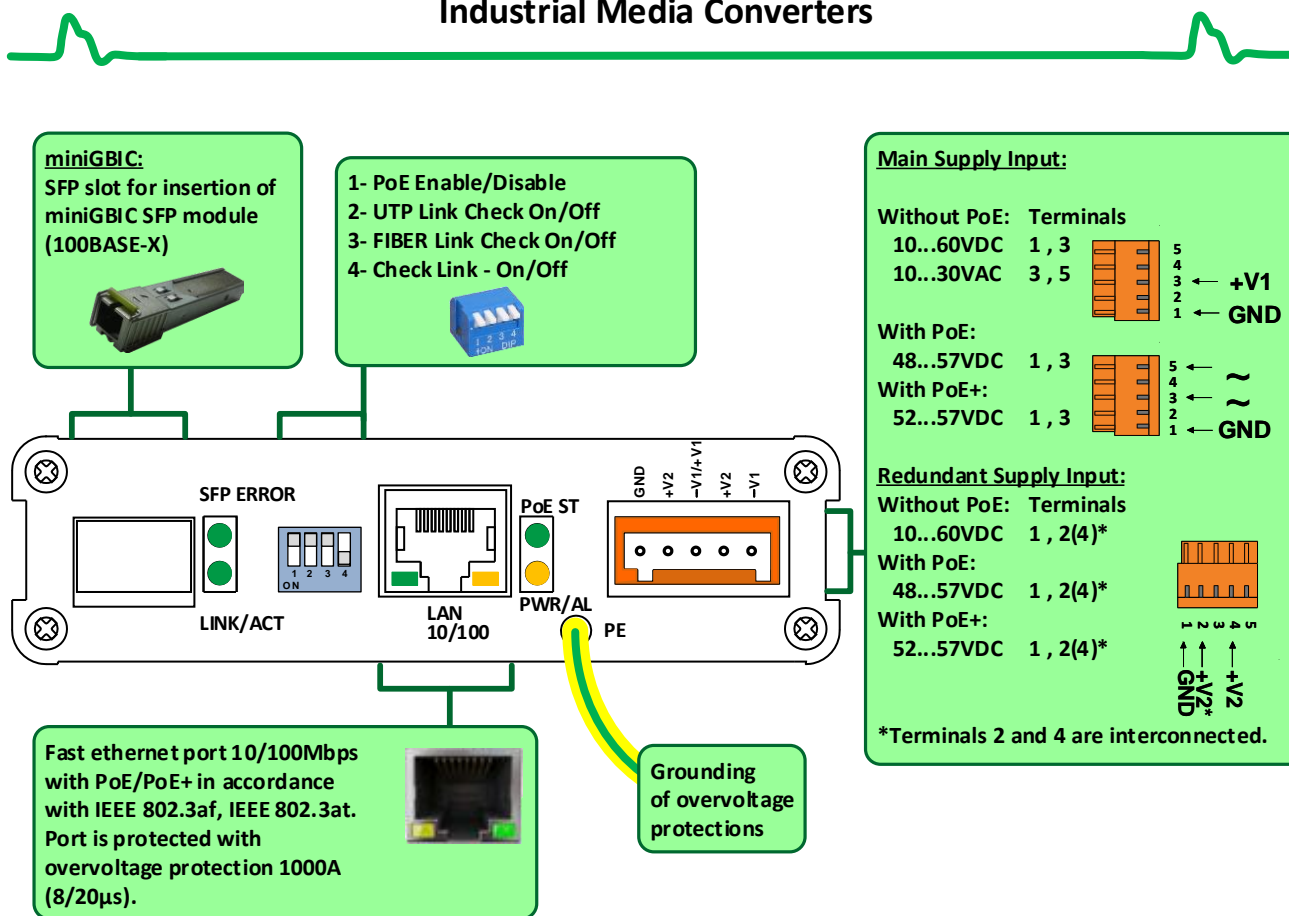 Industrial Media Converters
miniGBIC:
SFP slot for insertion of
miniGBIC SFP module
(100BASE-X)
1- PoE Enable/Disable
2- UTP Link Check On/Off
3- FIBER Link Check On/Off
4- Check Link - On/Off
1 2 3 4
↑ON DIP
Main Supply Input:
Without PoE: Terminals
10...60VDC 1 , 3
10...30VAC 3 , 5
5
4
3 ← +V1
2
1 ← GND
With PoE:
48...57VDC 1 , 3
With PoE+:
52...57VDC 1 , 3
5 ← ~
4
3 ← ~
2
1 ← GND
Redundant Supply Input:
Without PoE: Terminals
10...60VDC 1 , 2(4)*
With PoE:
48...57VDC 1 , 2(4)*
With PoE+:
52...57VDC 1 , 2(4)*
1 2 3 4 5
GND
+V2*
+V2
*Terminals 2 and 4 are interconnected.
SFP ERROR
LINK/ACT
1 2 3 4
ON
LAN
10/100
PoE ST
PWR/AL
PE
GND
+V2
–V1/+V1
+V2
–V1
Fast ethernet port 10/100Mbps
with PoE/PoE+ in accordance
with IEEE 802.3af, IEEE 802.3at.
Port is protected with
overvoltage protection 1000A
(8/20µs).
Grounding
of overvoltage
protections